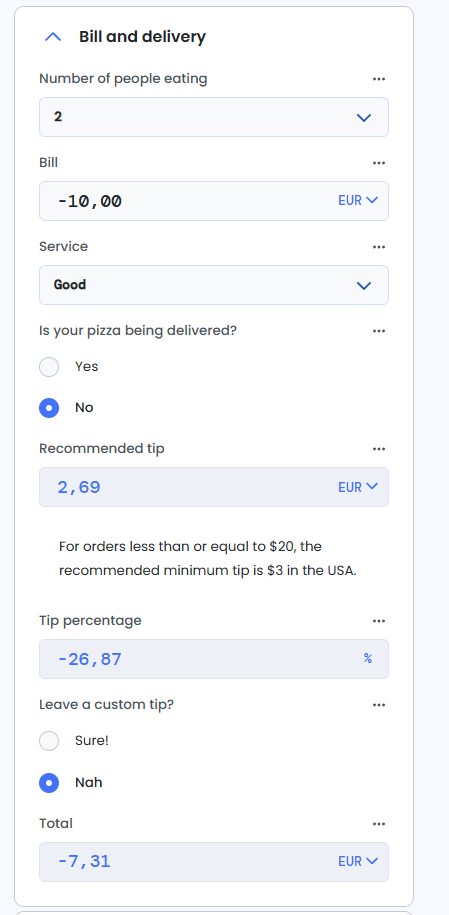 Bill and delivery
Number of people eating
2
Bill
-10,00 EUR
Service
Good
Is your pizza being delivered?
Yes
No
Recommended tip
2,69 EUR
For orders less than or equal to $20, the
recommended minimum tip is $3 in the USA.
Tip percentage
-26,87 %
Leave a custom tip?
Sure!
Nah
Total
-7,31 EUR